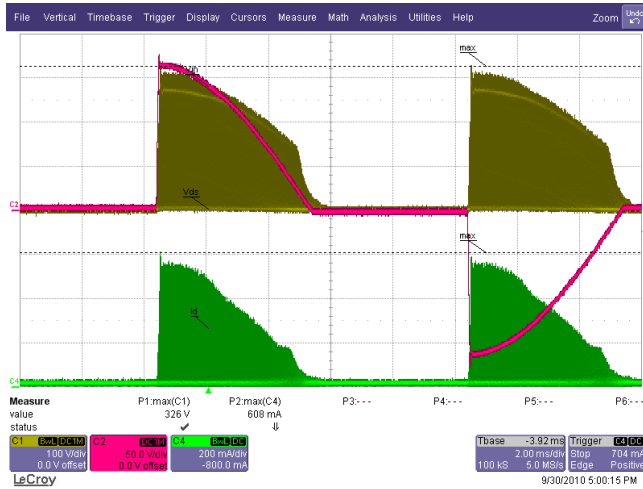 File Vertical Timebase Trigger Display Cursors Measure Math Analysis Utilities Help Zoom Undo
max
Vin
C2
Vds
max
Id
C4
Measure P1:max(C1) P2:max(C4) P3:- - - P4:- - - P5:- - - P6:- - -
value 326 V 608 mA
status
C1 BwL DC1M C2 DC1M C4 BwL DC Tbase -3.92 ms Trigger C4 DC
100 V/div 50.0 V/div 200 mA/div 2.00 ms/div Stop 704 mA
0.0 V offset 0.0 V offset -800.0 mA 100 kS 5.0 MS/s Edge Positive
LeCroy 9/30/2010 5:00:15 PM